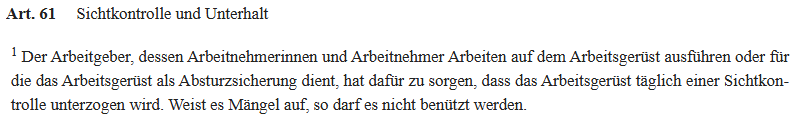 Art. 61 Sichtkontrolle und Unterhalt
1 Der Arbeitgeber, dessen Arbeitnehmerinnen und Arbeitnehmer Arbeiten auf dem Arbeitsgerüst ausführen oder für
die das Arbeitsgerüst als Absturzsicherung dient, hat dafür zu sorgen, dass das Arbeitsgerüst täglich einer Sichtkon-
trolle unterzogen wird. Weist es Mängel auf, so darf es nicht benützt werden.